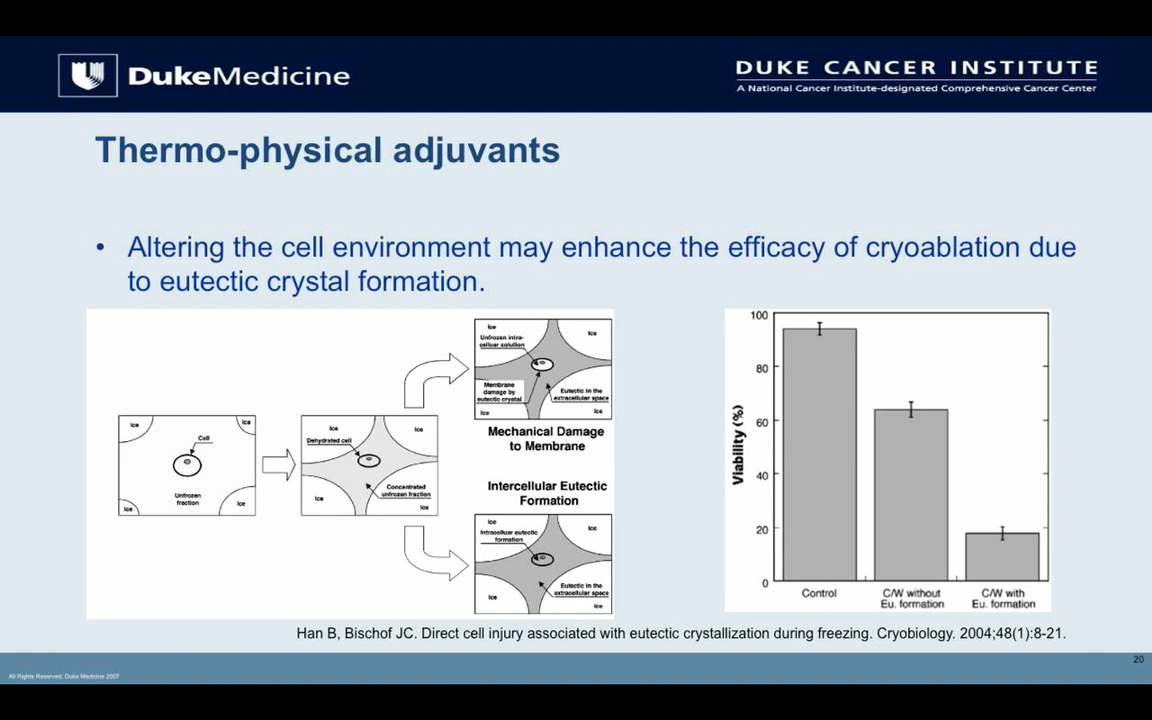 DukeMedicine
DUKE CANCER INSTITUTE
A National Cancer Institute-designated Comprehensive Cancer Center
Thermo-physical adjuvants
• Altering the cell environment may enhance the efficacy of cryoablation due
to eutectic crystal formation.
Ice
Ice
Cell
Unfrozen
fraction
Ice
Ice
Ice
Ice
Dehydrated cell
Concentrated
unfrozen fraction
Ice
Ice
Ice
Ice
Unfrozen intra-
cellular solution
Membrane
damage by
eutectic crystal
Eutectic in the
extracellular space
Ice
Ice
Mechanical Damage
to Membrane
Intercellular Eutectic
Formation
Ice
Ice
Intracelluar eutectic
formation
Eutectic in the
extracellular space
Ice
Ice
Viability (%)
100
80
60
40
20
0
Control
C/W without
Eu. formation
C/W with
Eu. formation
Han B, Bischof JC. Direct cell injury associated with eutectic crystallization during freezing. Cryobiology. 2004;48(1):8-21.
20
All Rights Reserved, Duke Medicine 2007